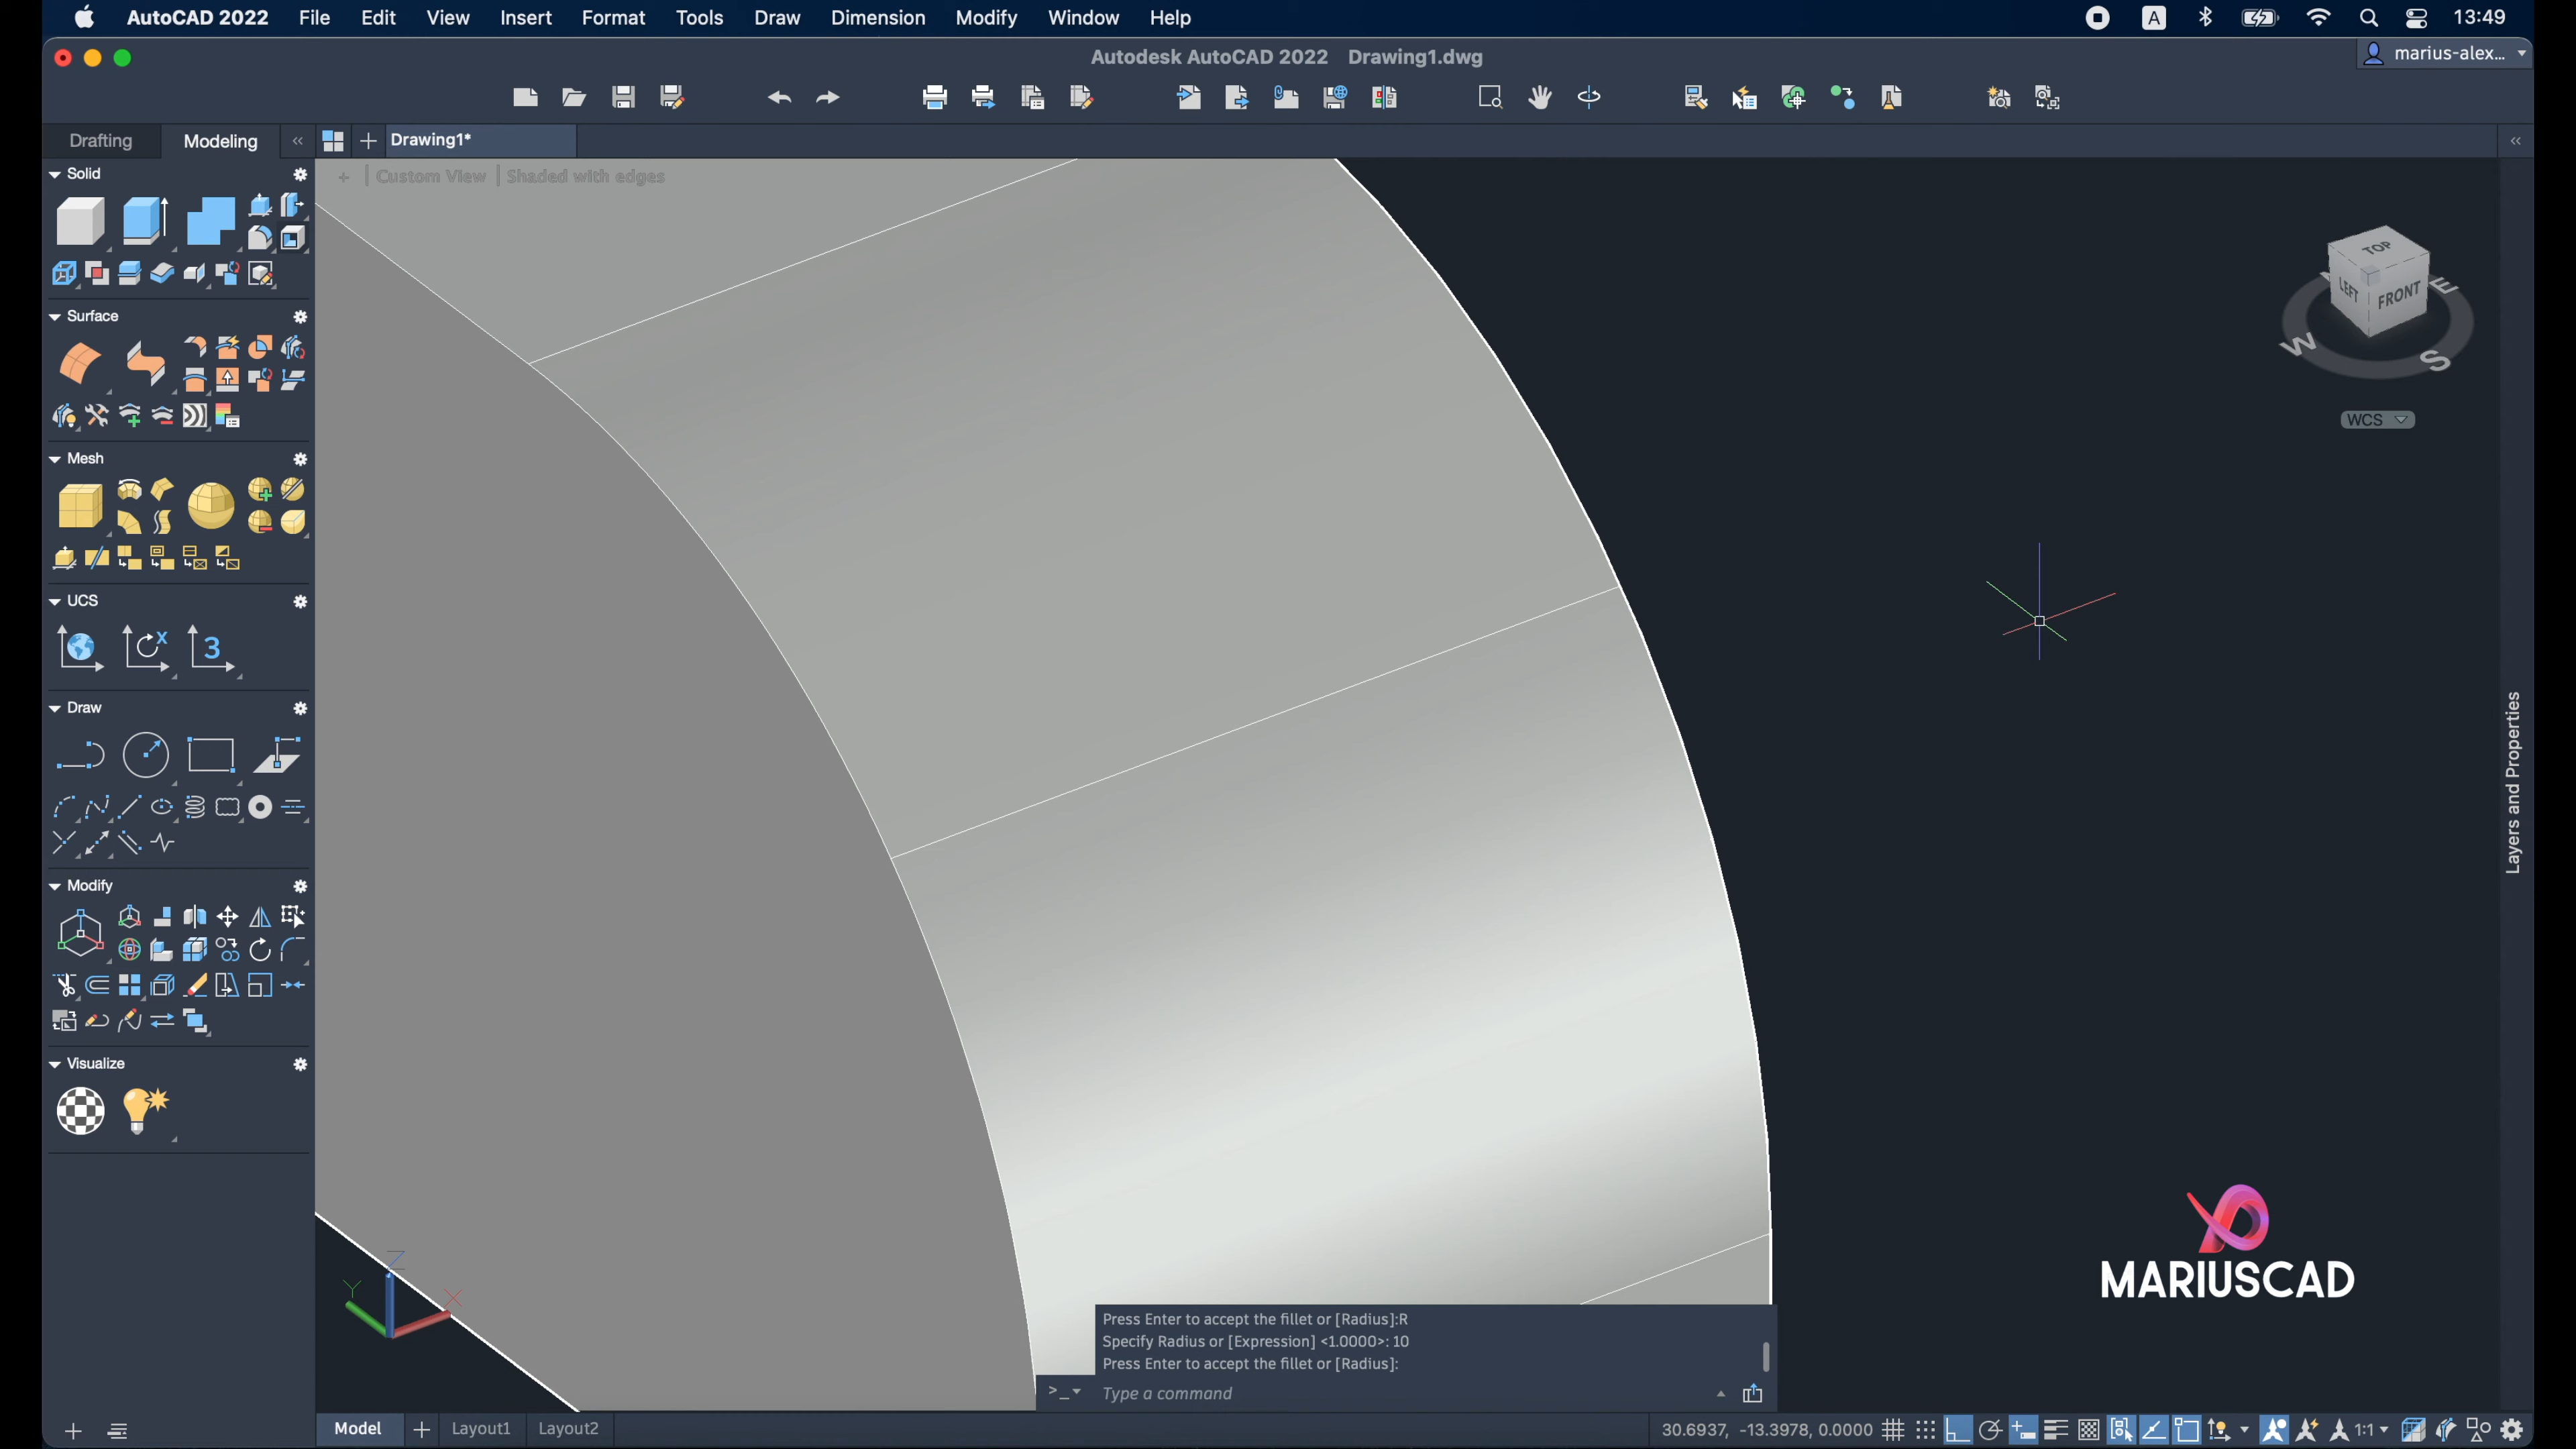 AutoCAD 2022 File Edit View Insert Format Tools Draw Dimension Modify Window Help A 13:49
Autodesk AutoCAD 2022 Drawing1.dwg
marius-alex...
Drafting Modeling Drawing1*
Solid
+ Custom View Shaded with edges
TOP
LEFT FRONT
E
W
S
WCS
Surface
Mesh
UCS
X
3
Draw
Modify
Layers and Properties
Visualize
Z
Y
X
MARIUSCAD
Press Enter to accept the fillet or [Radius]:R
Specify Radius or [Expression] <1.0000>: 10
Press Enter to accept the fillet or [Radius]:
>_ Type a command
Model + Layout1 Layout2 30.6937, -13.3978, 0.0000 1:1